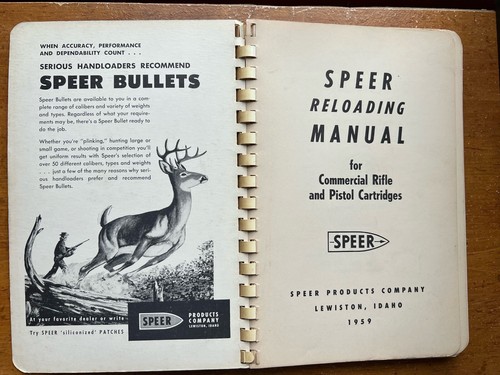 WHEN ACCURACY, PERFORMANCE
AND DEPENDABILITY COUNT . . .
SERIOUS HANDLOADERS RECOMMEND
SPEER BULLETS
Speer Bullets are available to you in a com-
plete range of calibers and variety of weights
and types. Regardless of what your require-
ments may be, there's a Speer Bullet ready to
do the job.
Whether you're "plinking," hunting large or
small game, or shooting in competition you'll
get uniform results with Speer's selection of
over 50 different calibers, types and weights
. . . just a few of the many reasons why seri-
ous handloaders prefer and recommend
Speer Bullets.
At your favorite dealer or write
SPEER
PRODUCTS
COMPANY
LEWISTON, IDAHO
Try SPEER 'siliconized' PATCHES
SPEER
RELOADING
MANUAL
for
Commercial Rifle
and Pistol Cartridges
SPEER
SPEER PRODUCTS COMPANY
LEWISTON, IDAHO
1959